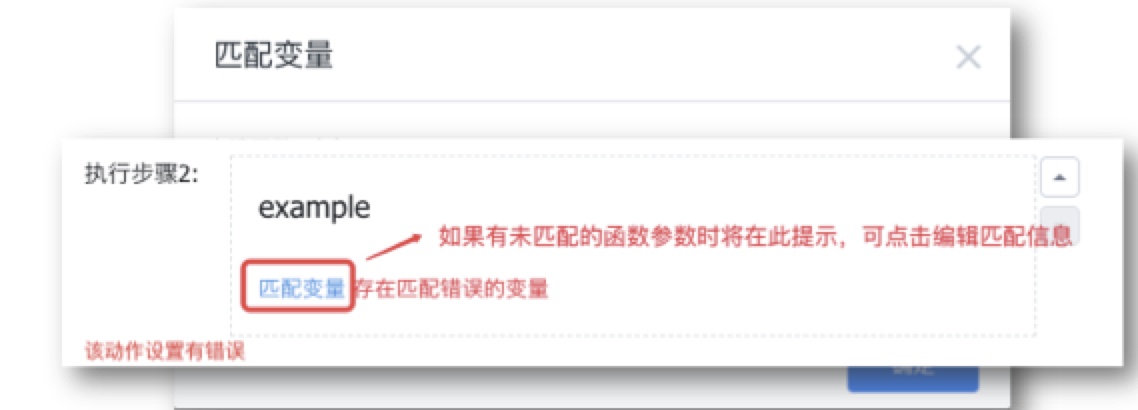 匹配变量
执行步骤2:
example
如果有未匹配的函数参数时将在此提示，可点击编辑匹配信息
匹配变量 存在匹配错误的变量
该动作设置有错误